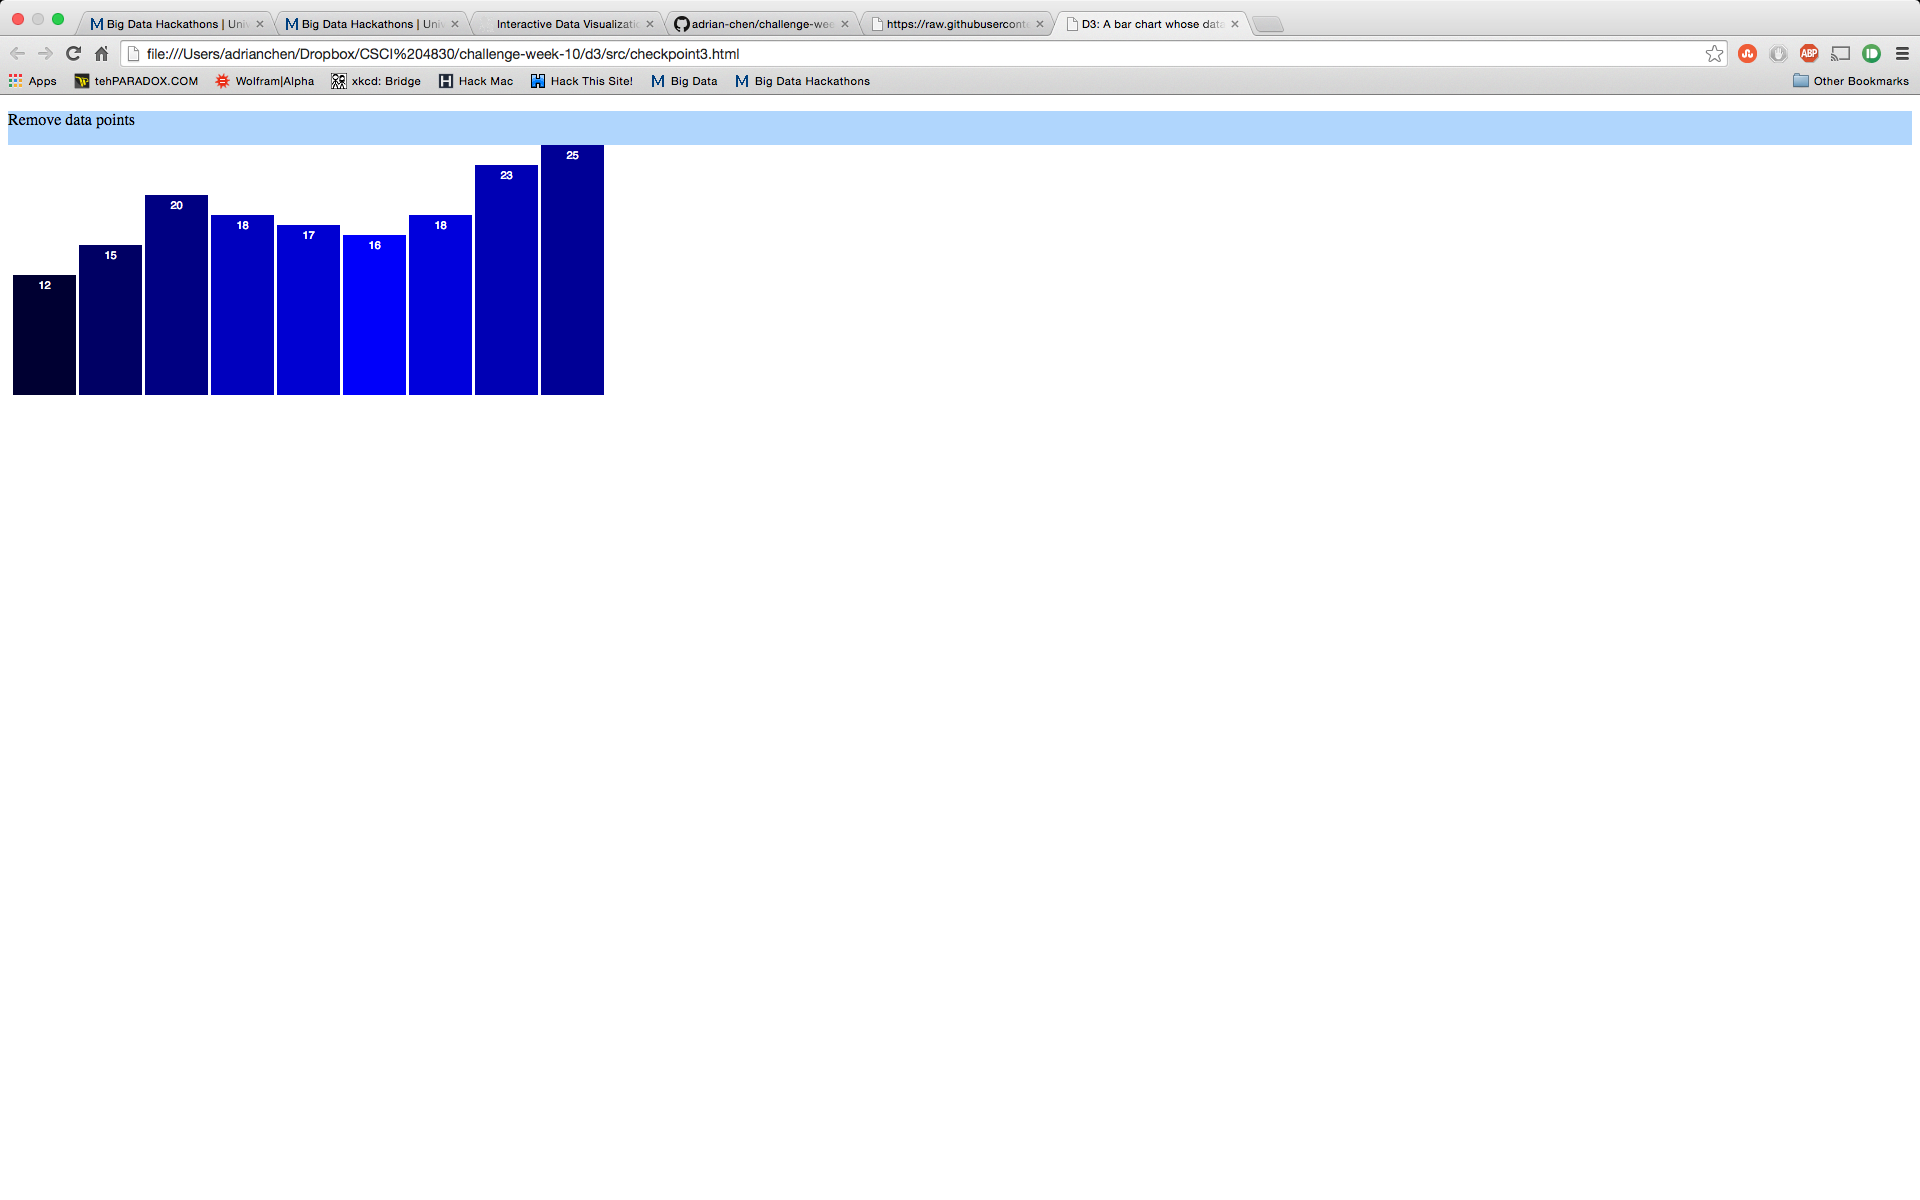 Big Data Hackathons | Univ
Big Data Hackathons | Univ
Interactive Data Visualizatio
adrian-chen/challenge-wee
https://raw.githubuserconte
D3: A bar chart whose data
file:///Users/adrianchen/Dropbox/CSCI%204830/challenge-week-10/d3/src/checkpoint3.html
ABP
Apps
tehPARADOX.COM
Wolfram|Alpha
xkcd: Bridge
Hack Mac
Hack This Site!
Big Data
Big Data Hackathons
Other Bookmarks
Remove data points
12
15
20
18
17
16
18
23
25